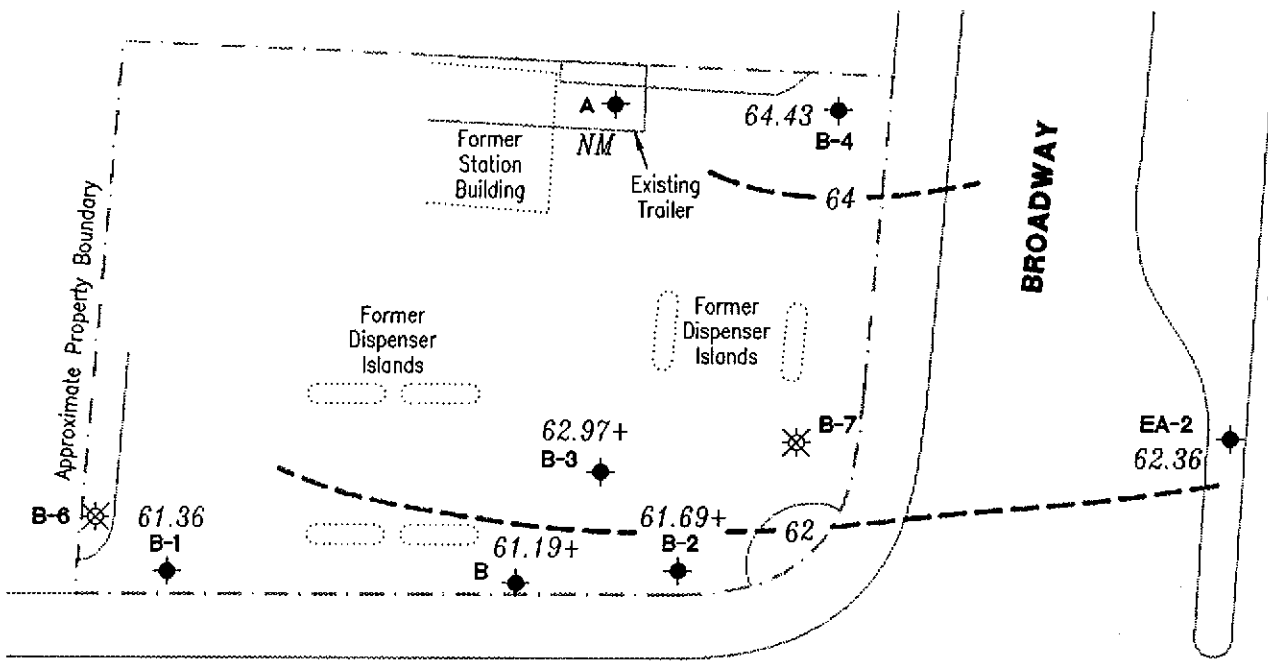 A
NM
64.43
B-4
Former
Station
Building
Existing
Trailer
64
BROADWAY
Approximate Property Boundary
Former
Dispenser
Islands
Former
Dispenser
Islands
62.97+
B-3
B-7
EA-2
62.36
B-6
61.36
B-1
61.19+
B
61.69+
B-2
62